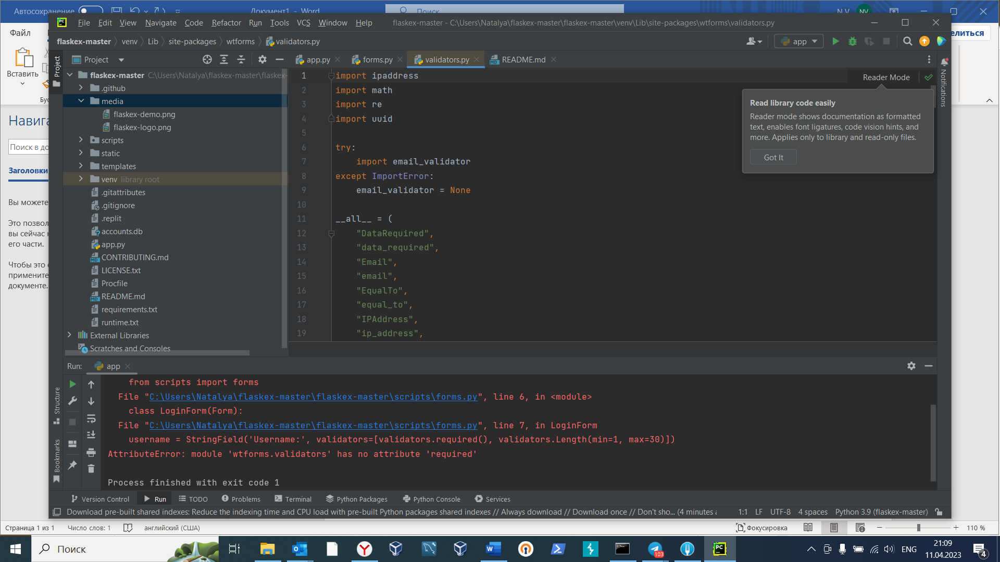 Автосохранение
Документ1 - Word
Поиск
N V
NV
File Edit View Navigate Code Refactor Run Tools VCS Window Help
flaskex-master - C:\Users\Natalya\flaskex-master\flaskex-master\venv\Lib\site-packages\wtforms\validators.py
Файл
елиться
flaskex-master venv Lib site-packages wtforms validators.py
app
Вставить
Project
Project
app.py
forms.py
validators.py
README.md
Notifications
flaskex-master C:\Users\Natalya\flaskex-master\flaskex-
.github
media
flaskex-demo.png
flaskex-logo.png
scripts
static
templates
venv library root
.gitattributes
.gitignore
.replit
accounts.db
app.py
CONTRIBUTING.md
LICENSE.txt
Procfile
README.md
requirements.txt
runtime.txt
External Libraries
Scratches and Consoles
Навига
Поиск в до
Заголовки
Вы можете
Это позвол
вы сейчас
его части.
Чтобы это
примените
документе.
1 import ipaddress
2 import math
3 import re
4 import uuid
5
6 try:
7 import email_validator
8 except ImportError:
9 email_validator = None
10
11 __all__ = (
12 "DataRequired",
13 "data_required",
14 "Email",
15 "email",
16 "EqualTo",
17 "equal_to",
18 "IPAddress",
19 "ip_address",
Reader Mode
Read library code easily
Reader mode shows documentation as formatted
text, enables font ligatures, code vision hints, and
more. Applies only to library and read-only files.
Got It
Run: app
Structure
Bookmarks
from scripts import forms
File "C:\Users\Natalya\flaskex-master\flaskex-master\scripts\forms.py", line 6, in <module>
class LoginForm(Form):
File "C:\Users\Natalya\flaskex-master\flaskex-master\scripts\forms.py", line 7, in LoginForm
username = StringField('Username:', validators=[validators.required(), validators.Length(min=1, max=30)])
AttributeError: module 'wtforms.validators' has no attribute 'required'
Process finished with exit code 1
Version Control Run TODO Problems Terminal Python Packages Python Console Services
Download pre-built shared indexes: Reduce the indexing time and CPU load with pre-built Python packages shared indexes // Always download // Download once // Don't sho... (4 minutes
1:1 LF UTF-8 4 spaces Python 3.9 (flaskex-master)
Страница 1 из 1 Число слов: 1 английский (США)
Фокусировка
110 %
Поиск
103
ENG
21:09
11.04.2023
4